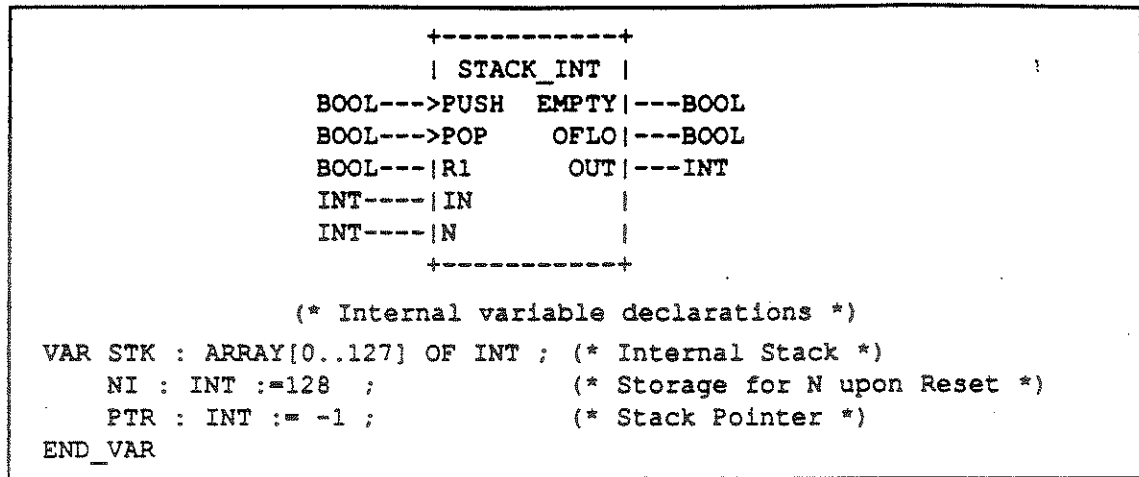 +-----------+
| STACK_INT |
BOOL--->PUSH EMPTY|---BOOL
BOOL--->POP OFLO|---BOOL
BOOL---|R1 OUT|---INT
INT----|IN |
INT----|N |
+-----------+
(* Internal variable declarations *)
VAR STK : ARRAY[0..127] OF INT ; (* Internal Stack *)
NI : INT :=128 ; (* Storage for N upon Reset *)
PTR : INT := -1 ; (* Stack Pointer *)
END_VAR